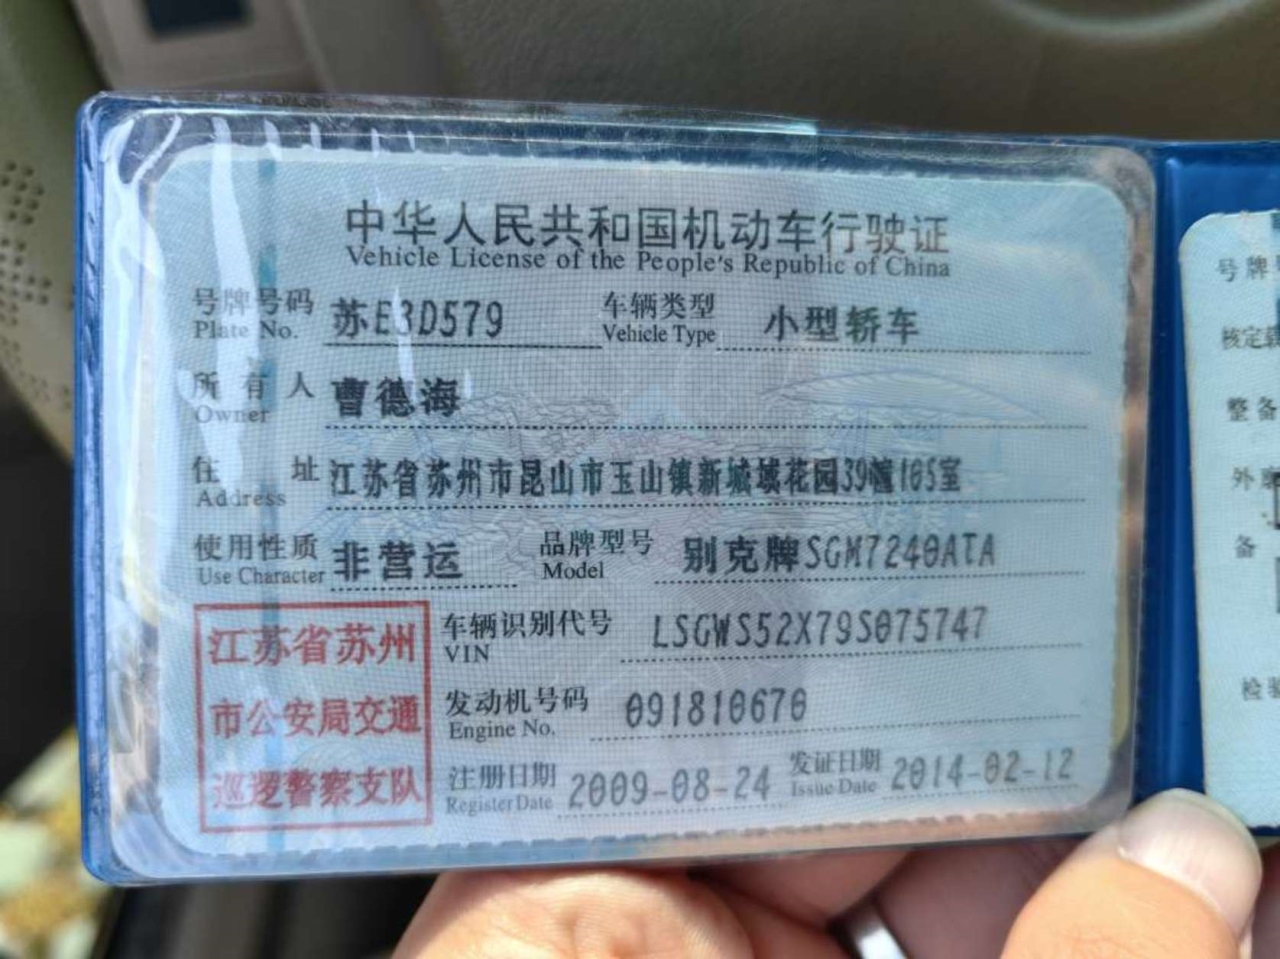 中华人民共和国机动车行驶证
Vehicle License of the People's Republic of China
号牌号码 苏E3D579 车辆类型 小型轿车
Plate No. Vehicle Type
所有人 曹德海
Owner
住址 江苏省苏州市昆山市玉山镇新城域花园39幢105室
Address
使用性质 非营运 品牌型号 别克牌SGM7240ATA
Use Character Model
江苏省苏州
市公安局交通
巡逻警察支队
车辆识别代号 LSGWS52X79S075747
VIN
发动机号码 091810670
Engine No.
注册日期 2009-08-24 发证日期 2014-02-12
Register Date Issue Date
号牌
核定载
整备
外廓
备
检验